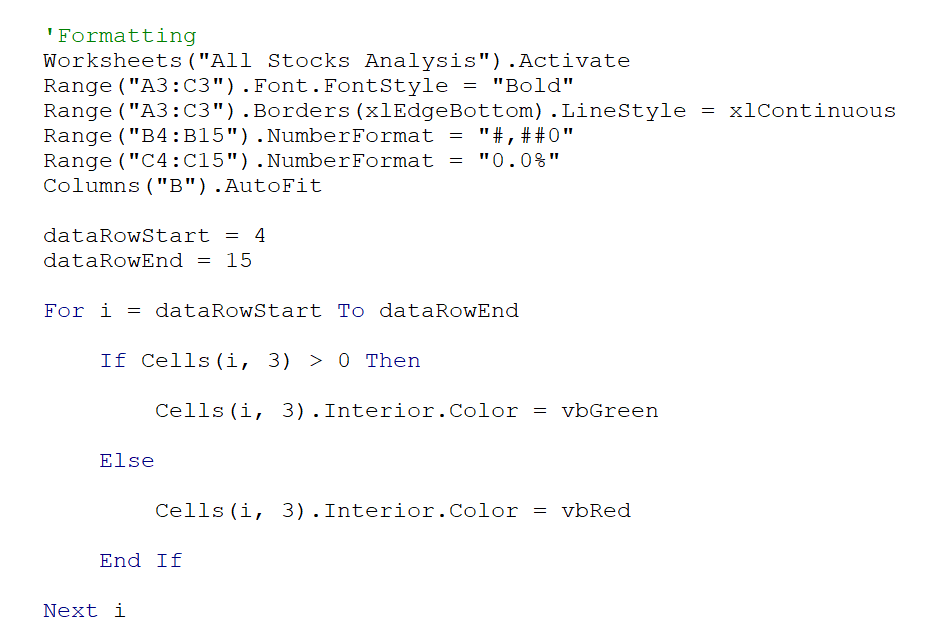 'Formatting
Worksheets("All Stocks Analysis").Activate
Range("A3:C3").Font.FontStyle = "Bold"
Range("A3:C3").Borders(xlEdgeBottom).LineStyle = xlContinuous
Range("B4:B15").NumberFormat = "#,##0"
Range("C4:C15").NumberFormat = "0.0%"
Columns("B").AutoFit

dataRowStart = 4
dataRowEnd = 15

For i = dataRowStart To dataRowEnd

    If Cells(i, 3) > 0 Then

        Cells(i, 3).Interior.Color = vbGreen

    Else

        Cells(i, 3).Interior.Color = vbRed

    End If

Next i